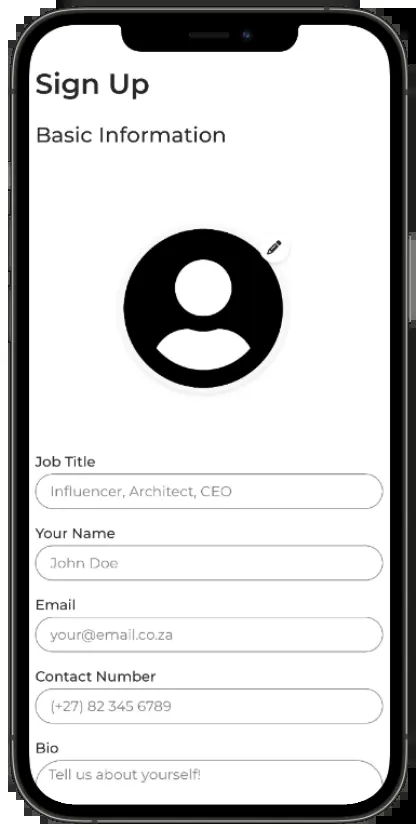 Sign Up
Basic Information
Job Title
Influencer, Architect, CEO
Your Name
John Doe
Email
your@email.co.za
Contact Number
(+27) 82 345 6789
Bio
Tell us about yourself!